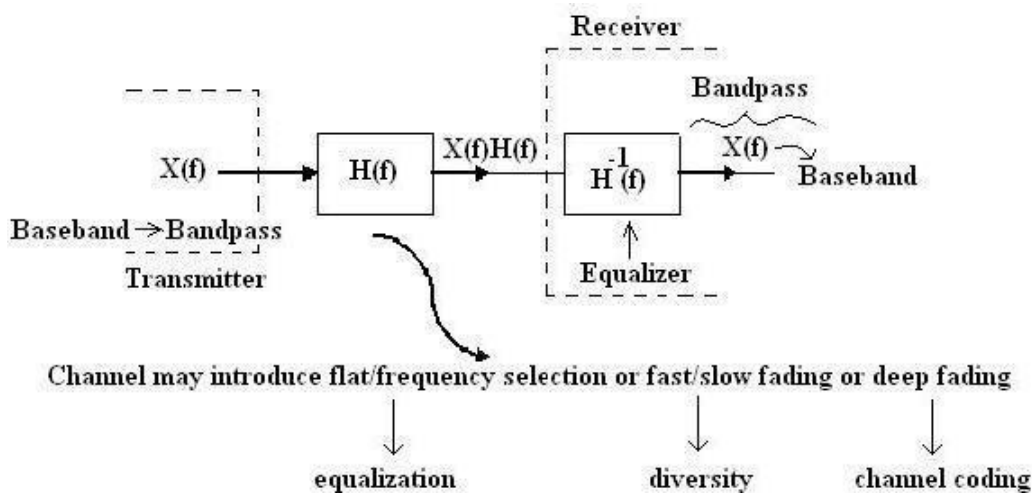 Receiver
Bandpass
X(f)
H(f)
X(f)H(f)
H⁻¹(f)
X(f)
Baseband
Baseband → Bandpass
Transmitter
Equalizer
Channel may introduce flat/frequency selection or fast/slow fading or deep fading
equalization
diversity
channel coding